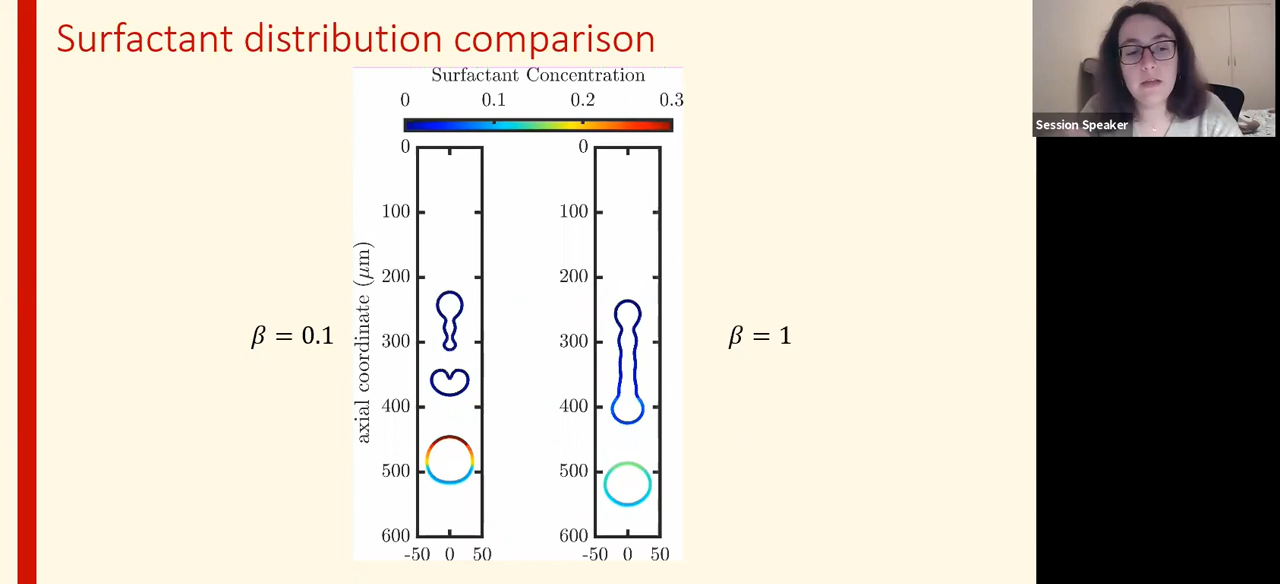 Surfactant distribution comparison
Session Speaker
Surfactant Concentration
0 0.1 0.2 0.3
axial coordinate (μm)
0
100
200
300
400
500
600
-50 0 50
0
100
200
300
400
500
600
-50 0 50
β = 0.1
β = 1